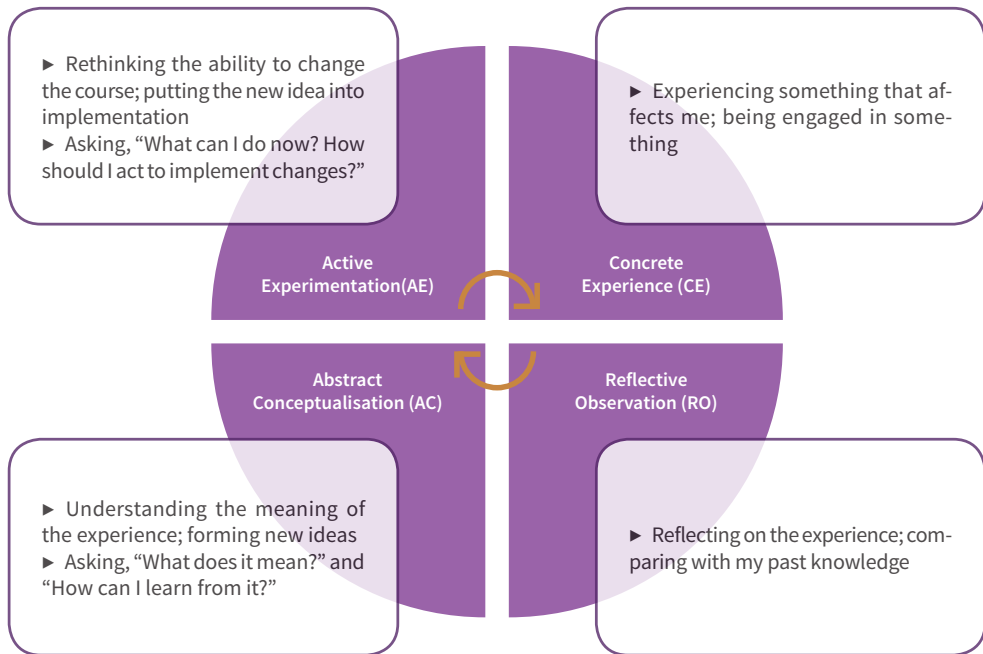 ► Rethinking the ability to change
the course; putting the new idea into
implementation
► Asking, “What can I do now? How
should I act to implement changes?”
► Experiencing something that af-
fects me; being engaged in some-
thing
Active
Experimentation(AE)
Concrete
Experience (CE)
Abstract
Conceptualisation (AC)
Reflective
Observation (RO)
► Understanding the meaning of
the experience; forming new ideas
► Asking, “What does it mean?” and
“How can I learn from it?”
► Reflecting on the experience; com-
paring with my past knowledge